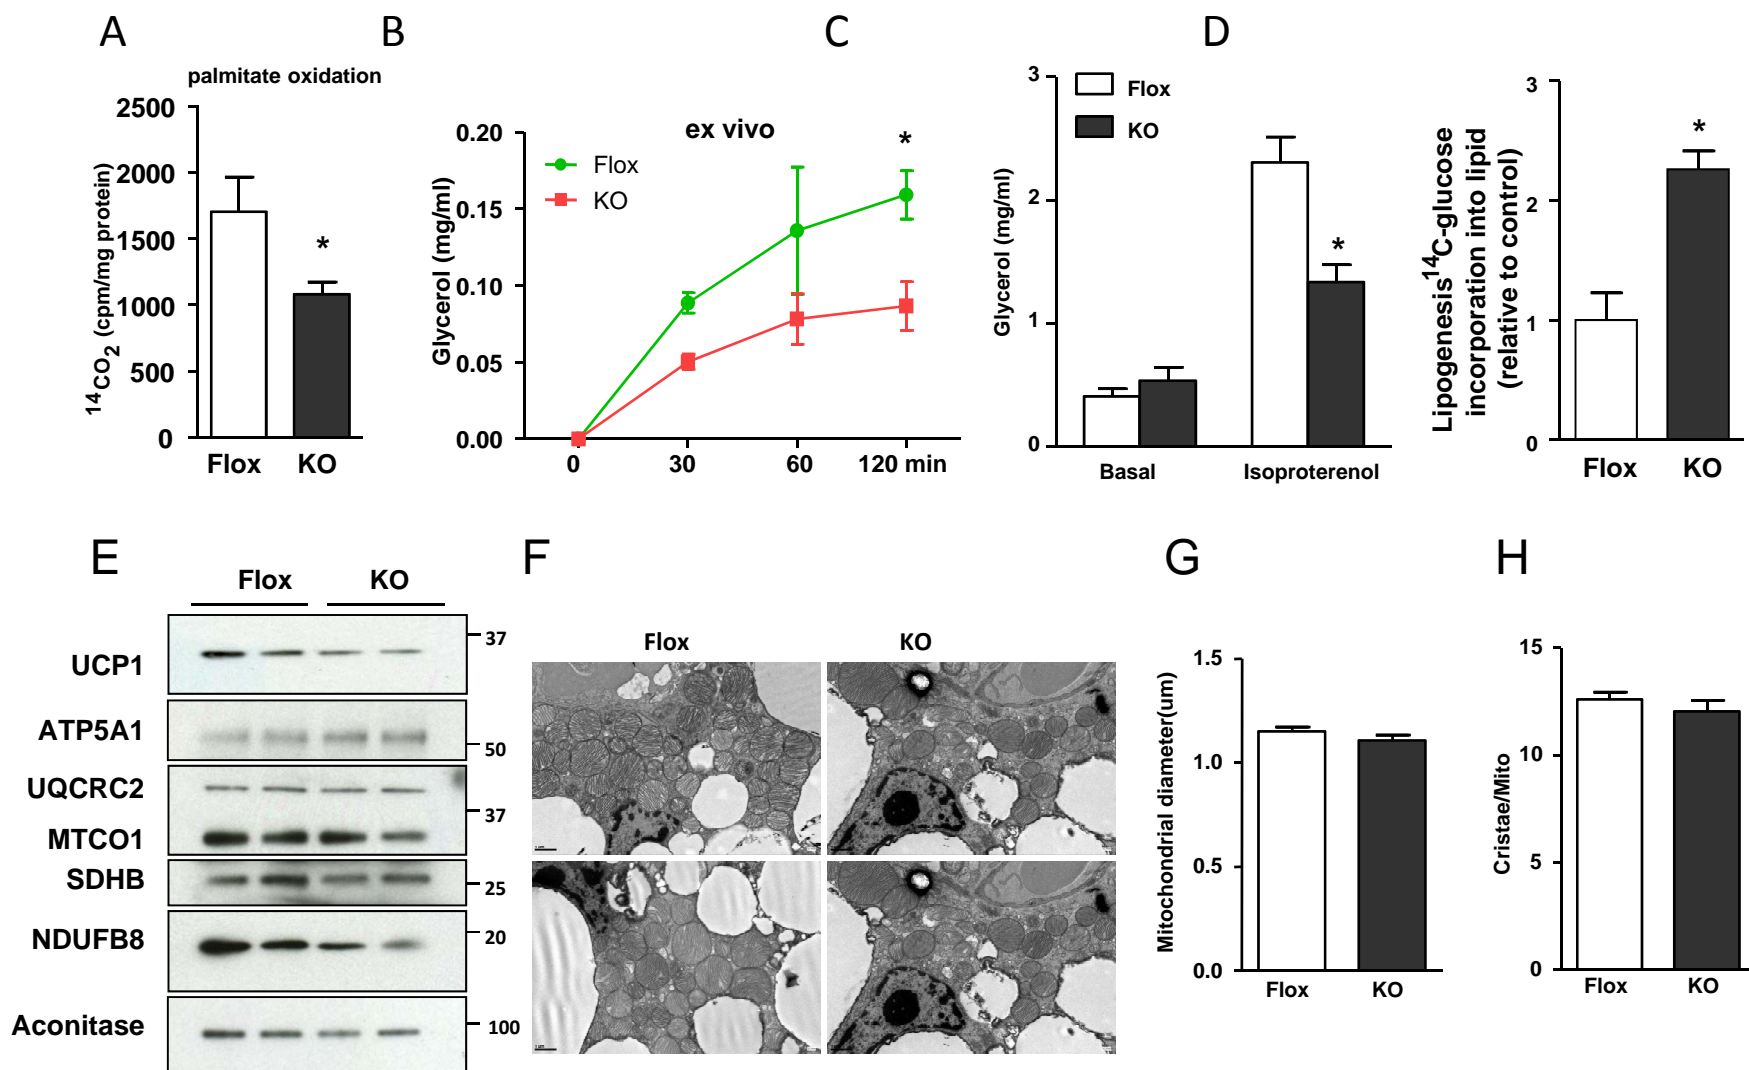 A
B
C
D
palmitate oxidation
2500
2000
1500
1000
500
0
14CO2 (cpm/mg protein)
*
Flox
KO
ex vivo
0.20
0.15
0.10
0.05
0.00
Glycerol (mg/ml)
Flox
KO
*
0
30
60
120 min
3
2
1
0
Glycerol (mg/ml)
Flox
KO
*
Basal
Isoproterenol
3
2
1
0
Lipogenesis 14C-glucose
incorporation into lipid
(relative to control)
*
Flox
KO
E
F
G
H
Flox
KO
UCP1
ATP5A1
UQCRC2
MTCO1
SDHB
NDUFB8
Aconitase
37
50
37
25
20
100
Flox
KO
1.5
1.0
0.5
0.0
Mitochondrial diameter(um)
Flox
KO
15
10
5
0
Cristae/Mito
Flox
KO